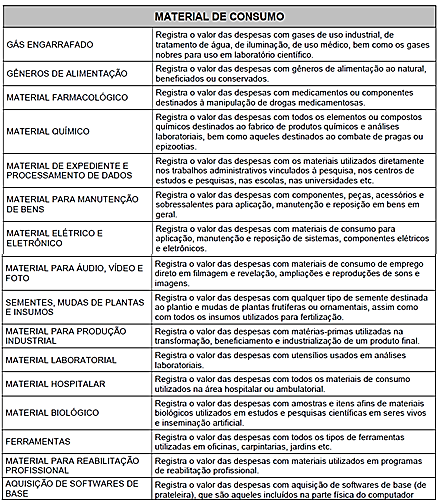 MATERIAL DE CONSUMO
GÁS ENGARRAFADO
Registra o valor das despesas com gases de uso industrial, de
tratamento de água, de iluminação, de uso médico, bem como os gases
nobres para uso em laboratório científico.
GÊNEROS DE ALIMENTAÇÃO
Registra o valor das despesas com gêneros de alimentação ao natural,
beneficiados ou conservados.
MATERIAL FARMACOLÓGICO
Registra o valor das despesas com medicamentos ou componentes
destinados à manipulação de drogas medicamentosas.
MATERIAL QUÍMICO
Registra o valor das despesas com todos os elementos ou compostos
químicos destinados ao fabrico de produtos químicos e análises
laboratoriais, bem como aqueles destinados ao combate de pragas ou
epizootias.
MATERIAL DE EXPEDIENTE E
PROCESSAMENTO DE DADOS
Registra o valor das despesas com os materiais utilizados diretamente
nos trabalhos administrativos vinculados à pesquisa, nos centros de
estudo e pesquisas, nas escolas, nas universidades etc.
MATERIAL PARA MANUTENÇÃO
DE BENS
Registra o valor das despesas com componentes, peças, acessórios e
sobressalentes para aplicação, manutenção e reposição em bens em
geral.
MATERIAL ELÉTRICO E
ELETRÔNICO
Registra o valor das despesas com materiais de consumo para
aplicação, manutenção e reposição de sistemas, componentes elétricos
e eletrônicos.
MATERIAL PARA ÁUDIO, VÍDEO E
FOTO
Registra o valor das despesas com materiais de consumo de emprego
direto em filmagem e revelação, ampliações e reproduções de sons e
imagens.
SEMENTES, MUDAS DE PLANTAS
E INSUMOS
Registra o valor das despesas com qualquer tipo de semente destinada
ao plantio e mudas de plantas frutíferas ou ornamentais, assim como
com todos os insumos utilizados para fertilização.
MATERIAL PARA PRODUÇÃO
INDUSTRIAL
Registra o valor das despesas com matérias-primas utilizadas na
transformação, beneficiamento e industrialização de um produto final.
MATERIAL LABORATORIAL
Registra o valor das despesas com utensílios usados em análises
laboratoriais.
MATERIAL HOSPITALAR
Registra o valor das despesas com todos os materiais de consumo
utilizados na área hospitalar ou ambulatorial.
MATERIAL BIOLÓGICO
Registra o valor das despesas com amostras e itens afins de materiais
biológicos utilizados em estudos e pesquisas científicas em seres vivos e
inseminação artificial.
FERRAMENTAS
Registra o valor das despesas com todos os tipos de ferramentas
utilizadas em oficinas, carpintarias, jardins etc.
MATERIAL PARA REABILITAÇÃO
PROFISSIONAL
Registra o valor das despesas com materiais utilizados em programas
de reabilitação profissional.
AQUISIÇÃO DE SOFTWARES DE
BASE
Registra o valor das despesas com aquisição de softwares de base (de
prateleira), que são aqueles incluídos na parte física do computador